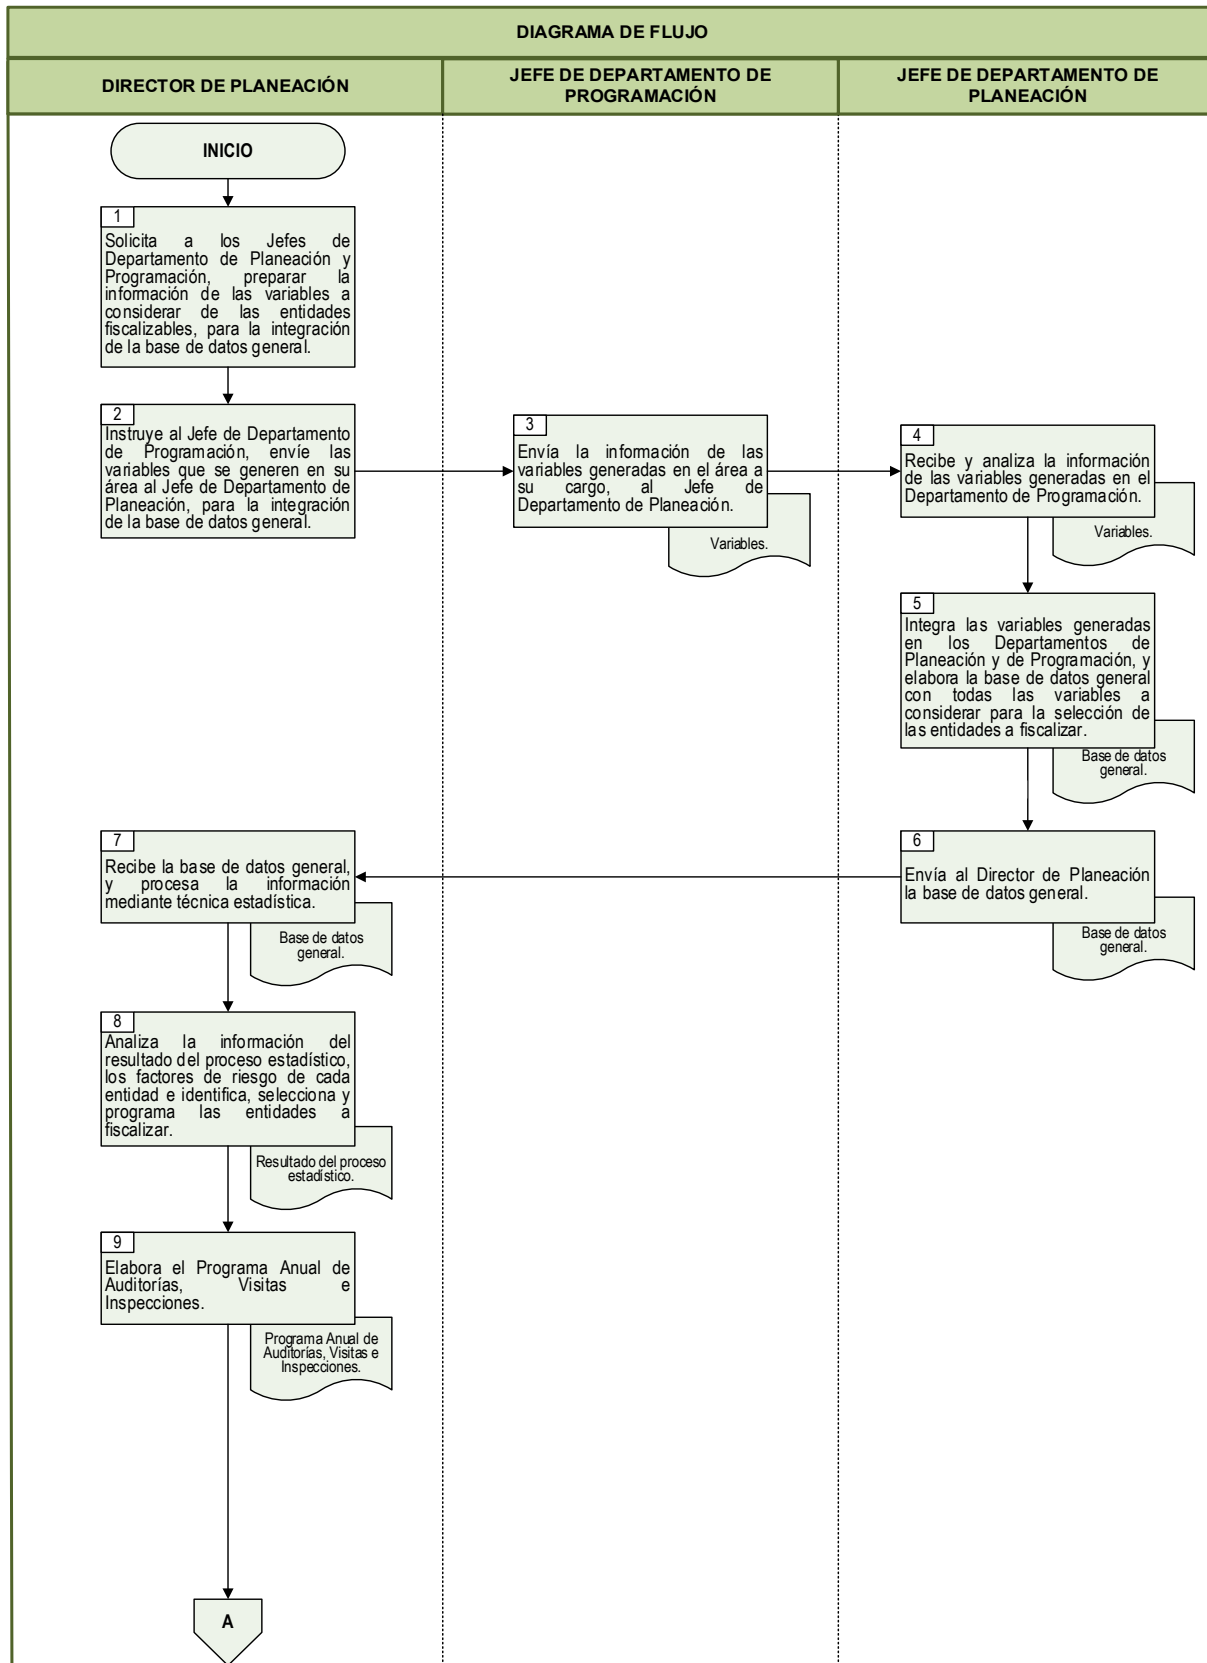 DIAGRAMA DE FLUJO
DIRECTOR DE PLANEACIÓN
JEFE DE DEPARTAMENTO DE
PROGRAMACIÓN
JEFE DE DEPARTAMENTO DE
PLANEACIÓN
INICIO
1
Solicita a los Jefes de
Departamento de Planeación y
Programación, preparar la
información de las variables a
considerar de las entidades
fiscalizables, para la integración
de la base de datos general.
2
Instruye al Jefe de Departamento
de Programación, envíe las
variables que se generen en su
área al Jefe de Departamento de
Planeación, para la integración
de la base de datos general.
3
Envía la información de las
variables generadas en el área a
su cargo, al Jefe de
Departamento de Planeación.
Variables.
4
Recibe y analiza la información
de las variables generadas en el
Departamento de Programación.
Variables.
5
Integra las variables generadas
en los Departamentos de
Planeación y de Programación, y
elabora la base de datos general
con todas las variables a
considerar para la selección de
las entidades a fiscalizar.
Base de datos
general.
6
Envía al Director de Planeación
la base de datos general.
Base de datos
general.
7
Recibe la base de datos general,
y procesa la información
mediante técnica estadística.
Base de datos
general.
8
Analiza la información del
resultado del proceso estadístico,
los factores de riesgo de cada
entidad e identifica, selecciona y
programa las entidades a
fiscalizar.
Resultado del proceso
estadístico.
9
Elabora el Programa Anual de
Auditorías, Visitas e
Inspecciones.
Programa Anual de
Auditorías, Visitas e
Inspecciones.
A